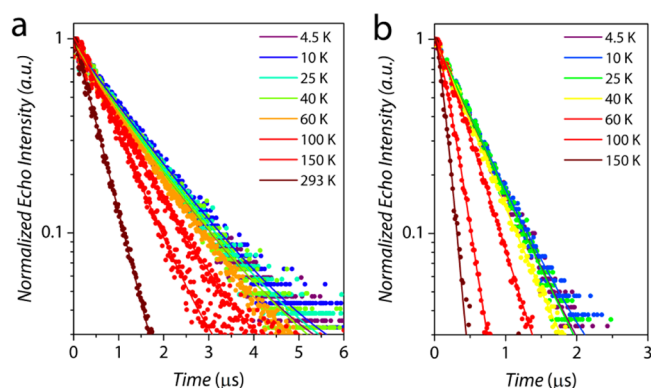 a
Normalized Echo Intensity (a.u.)
1
0.1
0
1
2
3
4
5
6
Time (μs)
4.5 K
10 K
25 K
40 K
60 K
100 K
150 K
293 K
b
Normalized Echo Intensity (a.u.)
1
0.1
0
1
2
3
Time (μs)
4.5 K
10 K
25 K
40 K
60 K
100 K
150 K